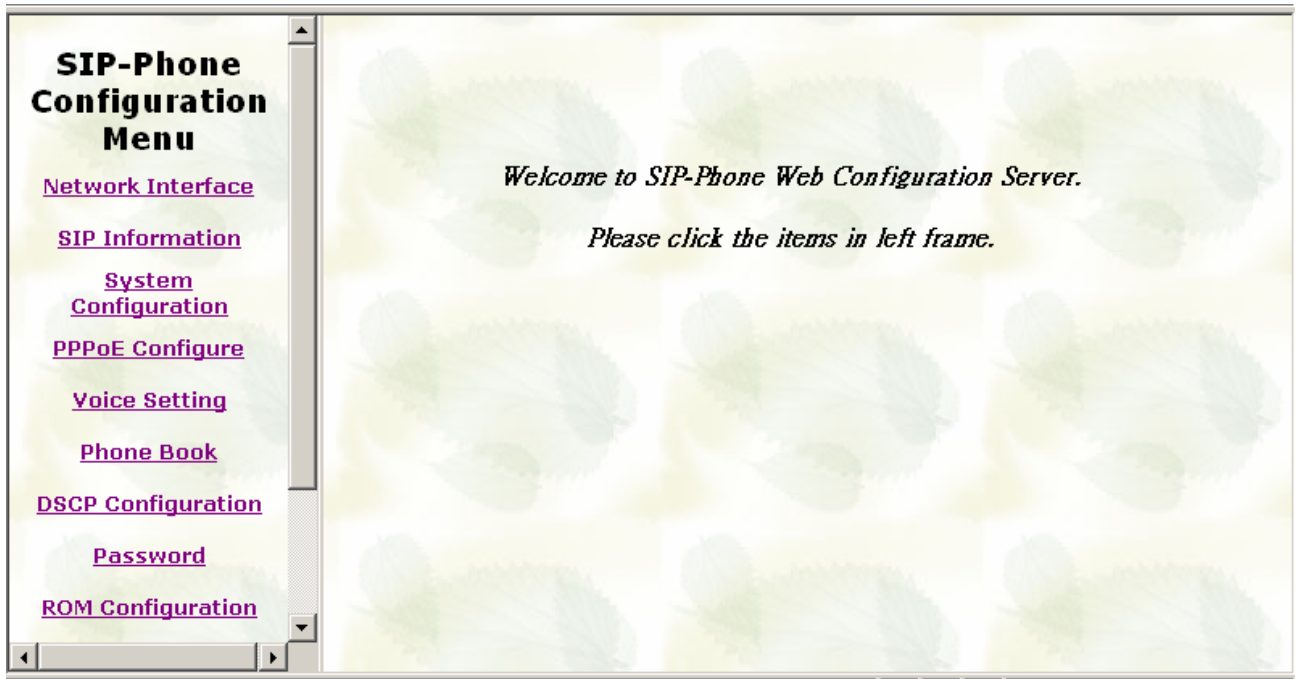 SIP-Phone
Configuration
Menu
Network Interface
SIP Information
System
Configuration
PPPoE Configure
Voice Setting
Phone Book
DSCP Configuration
Password
ROM Configuration
Welcome to SIP-Phone Web Configuration Server.
Please click the items in left frame.